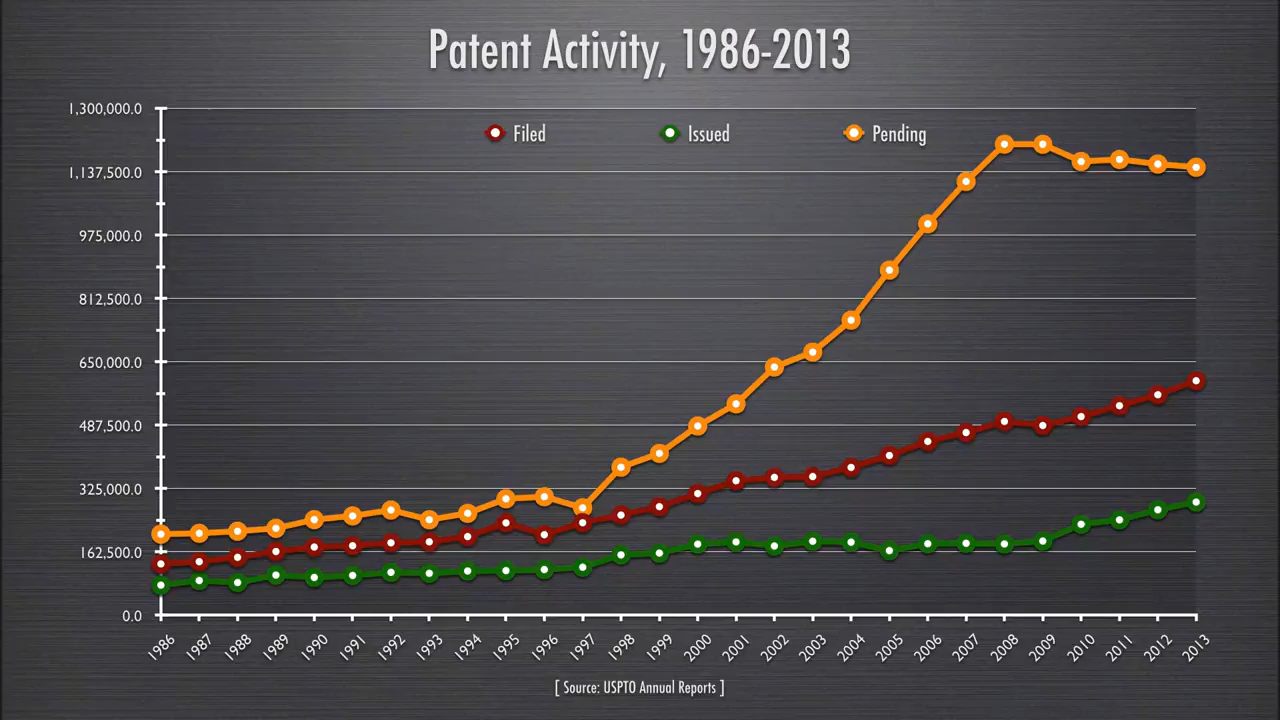 Patent Activity, 1986-2013
Filed Issued Pending
1,300,000.0
1,137,500.0
975,000.0
812,500.0
650,000.0
487,500.0
325,000.0
162,500.0
0.0
1986 1987 1988 1989 1990 1991 1992 1993 1994 1995 1996 1997 1998 1999 2000 2001 2002 2003 2004 2005 2006 2007 2008 2009 2010 2011 2012 2013
[ Source: USPTO Annual Reports ]